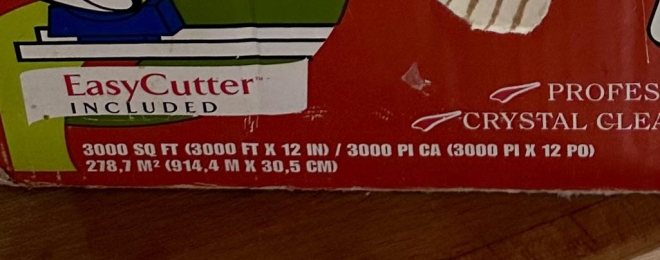 EasyCutter™
INCLUDED
PROFES
CRYSTAL CLEA
3000 SQ FT (3000 FT X 12 IN) / 3000 PI CA (3000 PI X 12 PO)
278,7 M² (914,4 M X 30,5 CM)